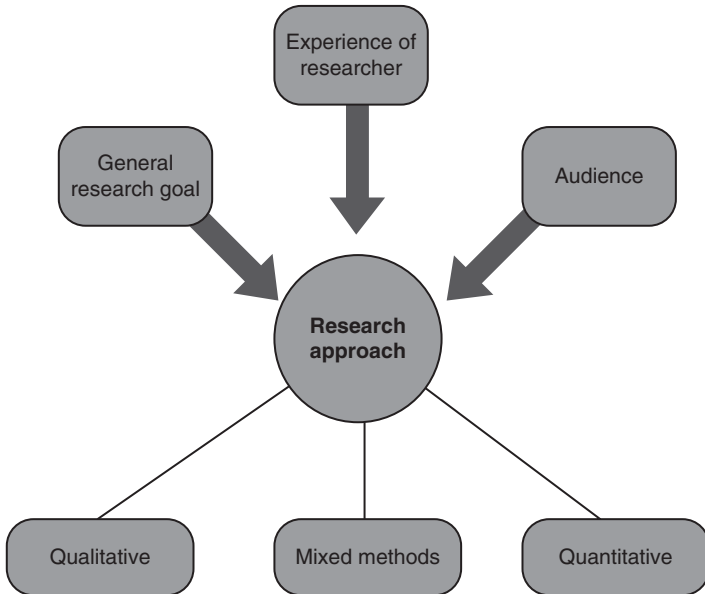 Experience of
researcher
General
research goal
Audience
Research
approach
Qualitative
Mixed methods
Quantitative